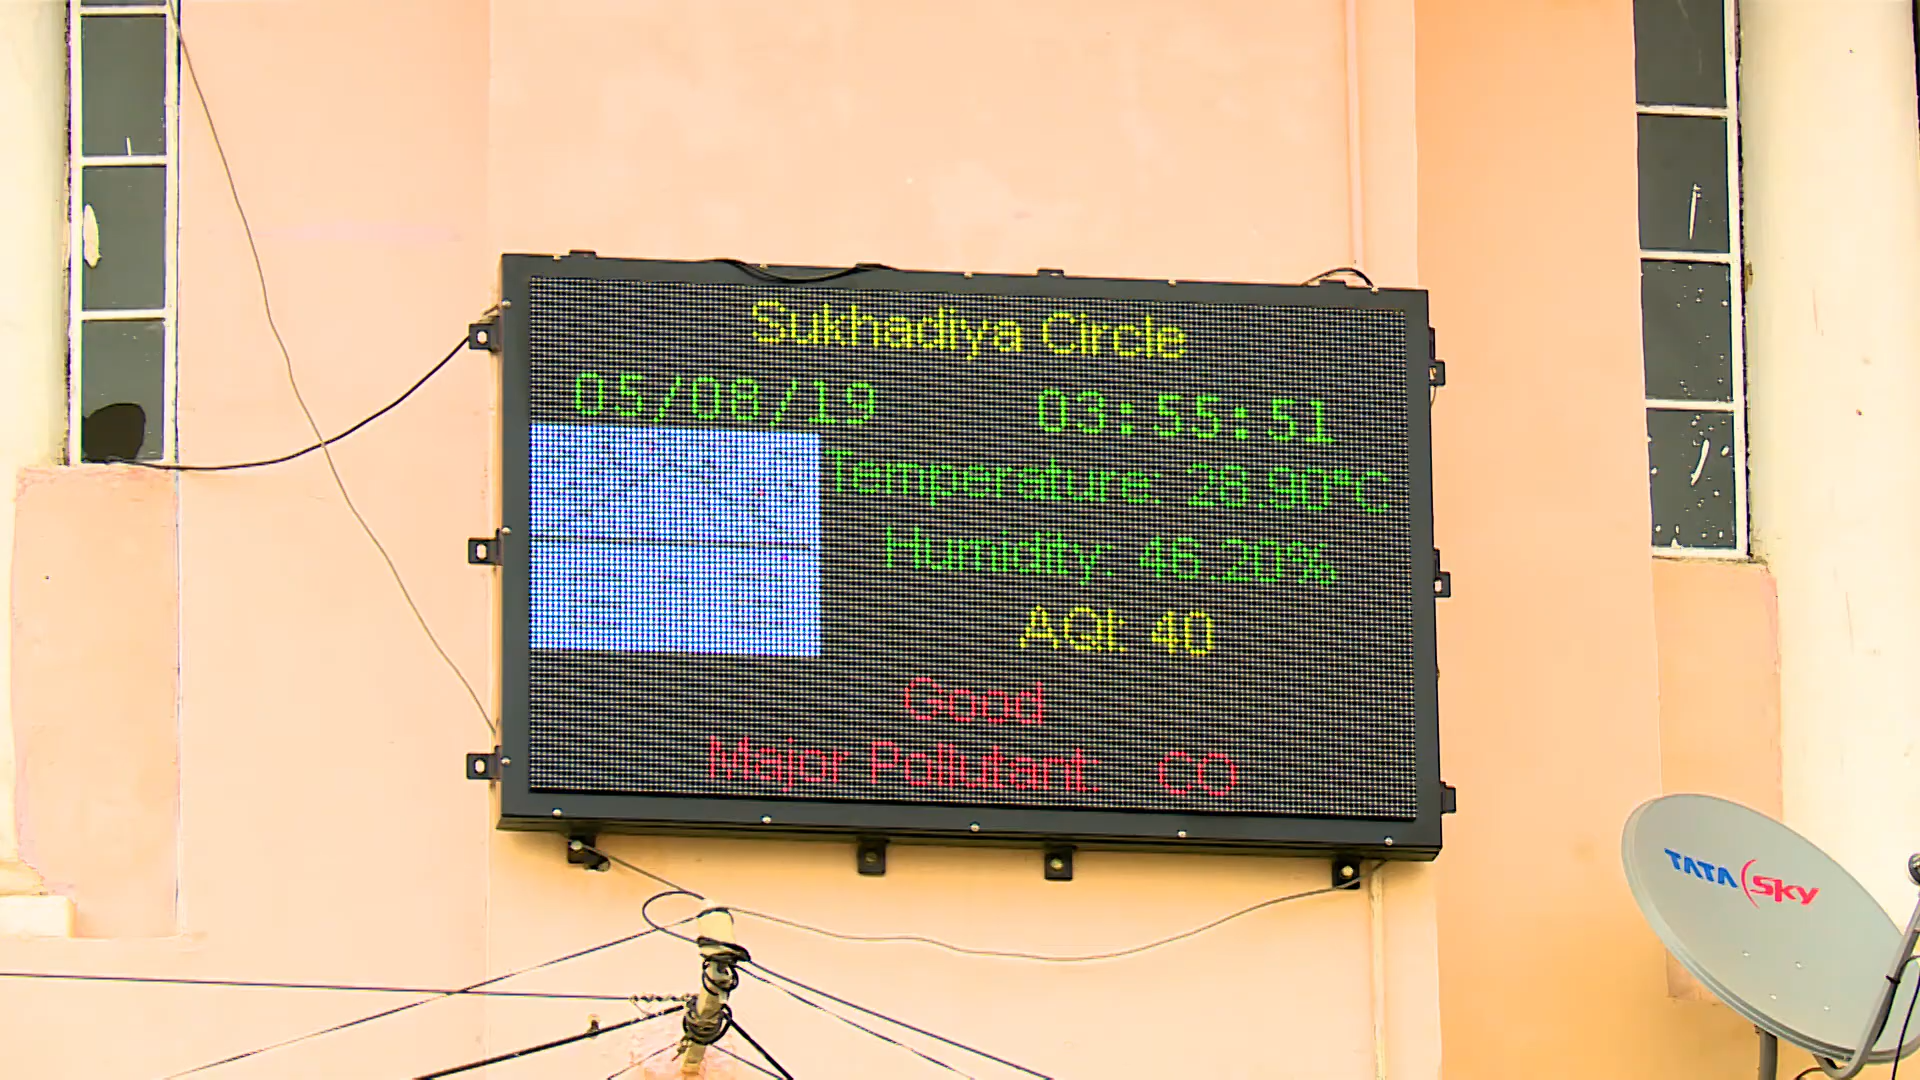 Sukhadiya Circle
05/08/19 03:55:51
Temperature: 28.90°C
Humidity: 46.20%
AQI: 40
Good
Major Pollutant: CO
TATA Sky